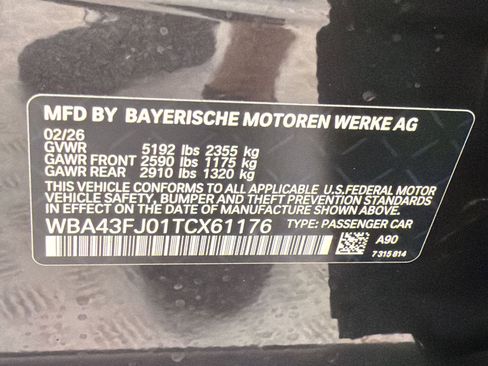 MFD BY BAYERISCHE MOTOREN WERKE AG
02/26
GVWR 5192 lbs 2355 kg
GAWR FRONT 2590 lbs 1175 kg
GAWR REAR 2910 lbs 1320 kg
THIS VEHICLE CONFORMS TO ALL APPLICABLE U.S.FEDERAL MOTOR
VEHICLE SAFETY, BUMPER AND THEFT PREVENTION STANDARDS
IN EFFECT ON THE DATE OF MANUFACTURE SHOWN ABOVE.
WBA43FJ01TCX61176 TYPE: PASSENGER CAR
A90
7 315 814